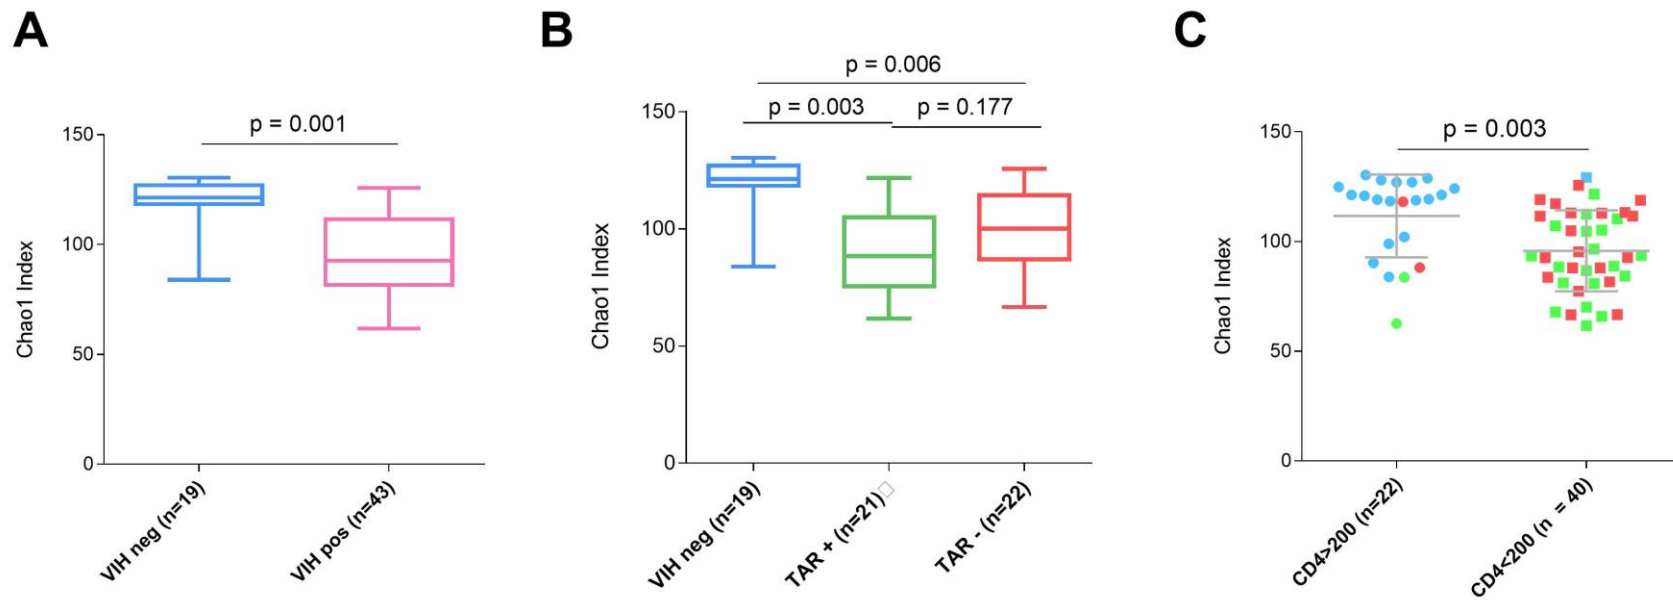 A
p = 0.001
150
100
50
0
Chao1 Index
VIH neg (n=19)
VIH pos (n=43)
B
p = 0.006
p = 0.003
p = 0.177
150
100
50
0
Chao1 Index
VIH neg (n=19)
TAR + (n=21)
TAR - (n=22)
C
p = 0.003
150
100
50
0
Chao1 Index
CD4>200 (n=22)
CD4<200 (n = 40)